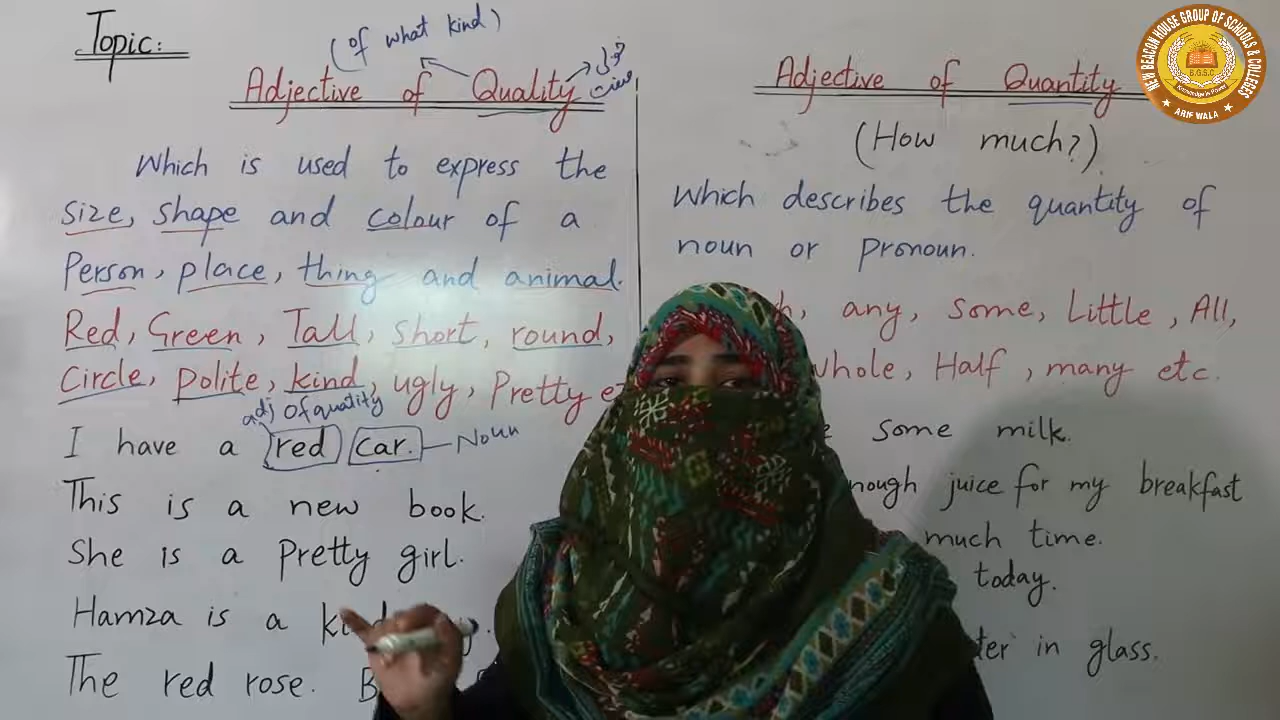 Topic:
(of what kind)
Adjective of Quality
Which is used to express the
size, shape and colour of a
Person, place, thing and animal.
Red, Green, Tall, short, round,
Circle, polite, kind, ugly, Pretty
adj of quality
I have a red car. Noun
This is a new book.
She is a pretty girl.
Hamza is a
The red rose.
Adjective of Quantity
(How much?)
Which describes the quantity of
noun or pronoun.
any, some, Little, All,
whole, Half, many etc.
some milk.
juice for my breakfast
much time.
today.
in glass.
NEW BEACON HOUSE GROUP OF SCHOOLS & COLLEGES
B.G.S.C
Knowledge is Power
ARIF WALA